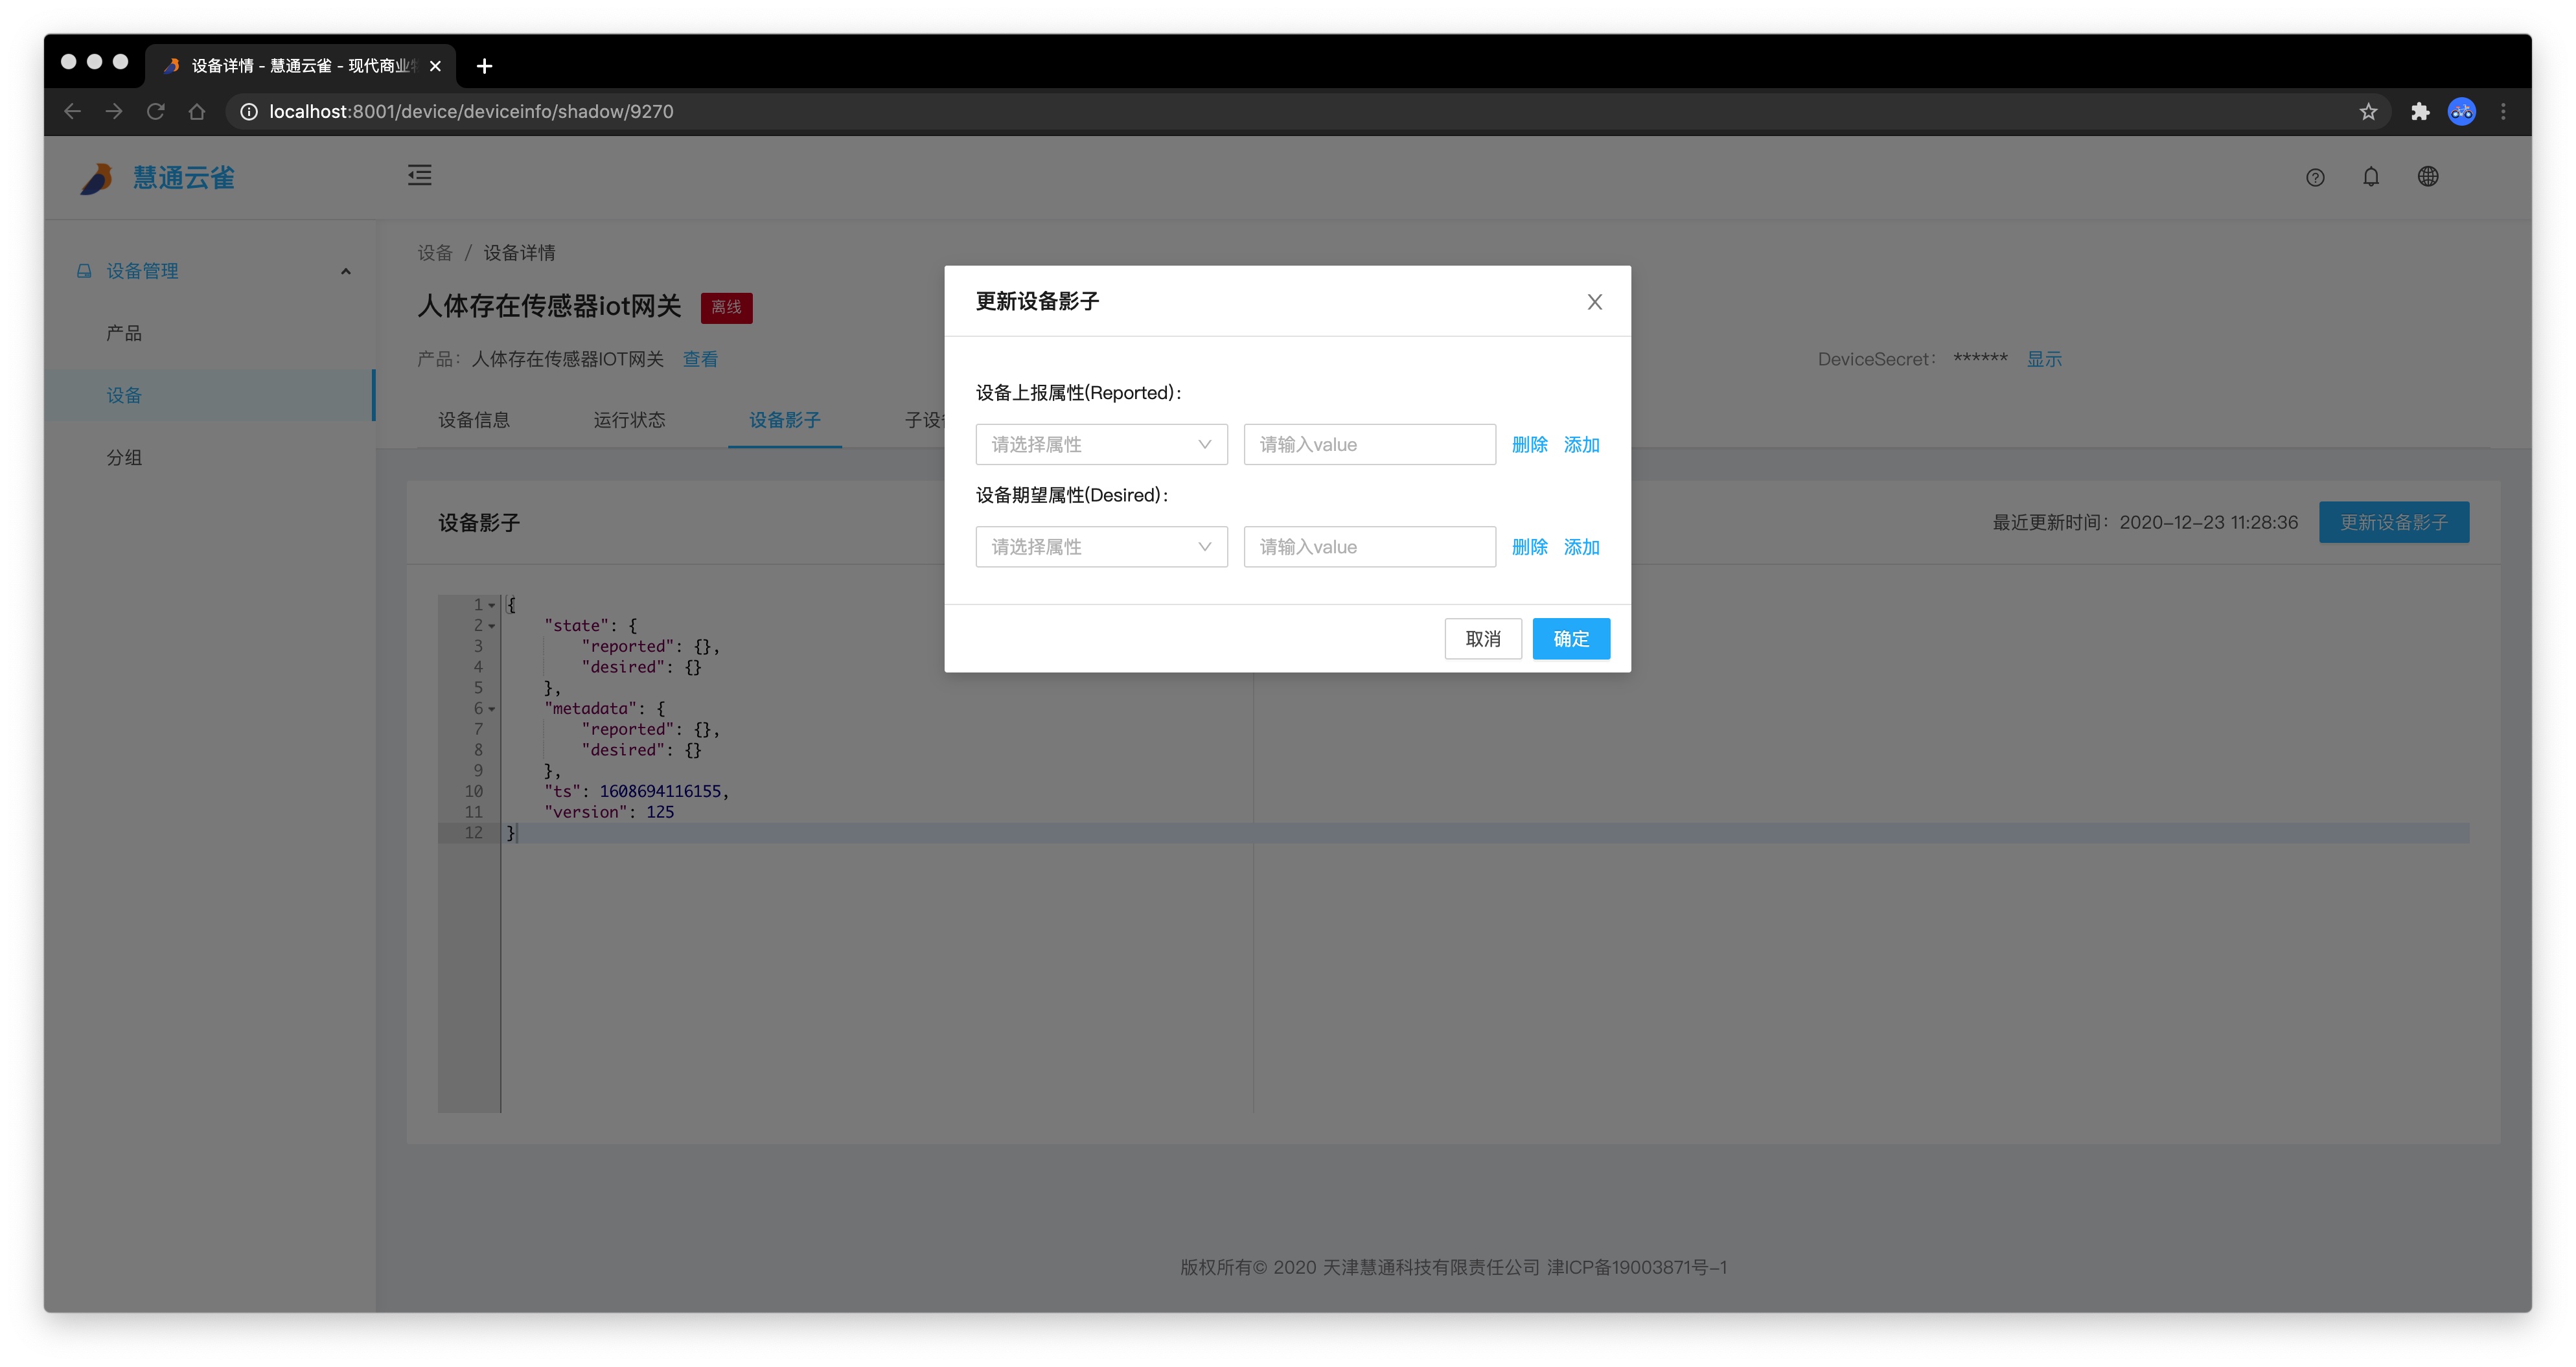 设备详情 - 慧通云雀 - 现代商业
localhost:8001/device/deviceinfo/shadow/9270
慧通云雀
设备管理
产品
设备
分组
设备 / 设备详情
人体存在传感器iot网关 离线
产品： 人体存在传感器IOT网关 查看
DeviceSecret： ****** 显示
设备信息 运行状态 设备影子 子设
设备影子
最近更新时间：2020-12-23 11:28:36 更新设备影子
1 {
2 "state": {
3 "reported": {},
4 "desired": {}
5 },
6 "metadata": {
7 "reported": {},
8 "desired": {}
9 },
10 "ts": 1608694116155,
11 "version": 125
12 }
更新设备影子
设备上报属性(Reported)：
请选择属性 请输入value 删除 添加
设备期望属性(Desired)：
请选择属性 请输入value 删除 添加
取消 确定
版权所有© 2020 天津慧通科技有限责任公司 津ICP备19003871号-1